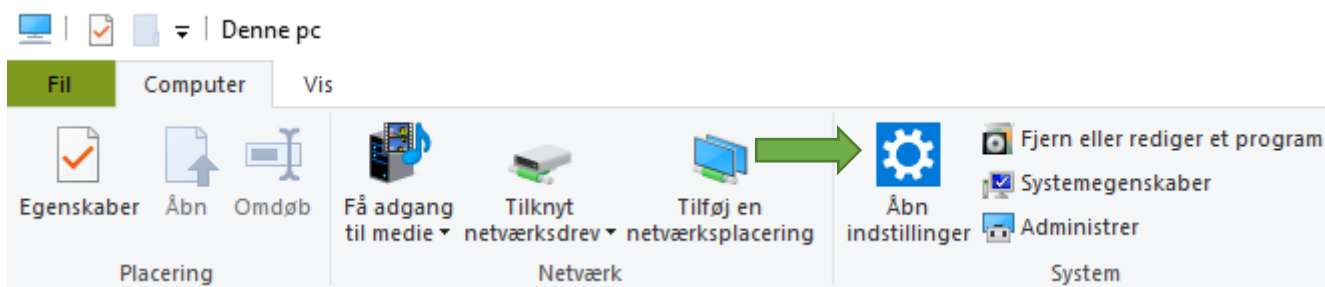 Denne pc
Fil Computer Vis
Egenskaber Åbn Omdøb
Få adgang
til medie
Tilknyt
netværksdrev
Tilføj en
netværksplacering
Åbn
indstillinger
Fjern eller rediger et program
Systemegenskaber
Administrer
Placering Netværk System